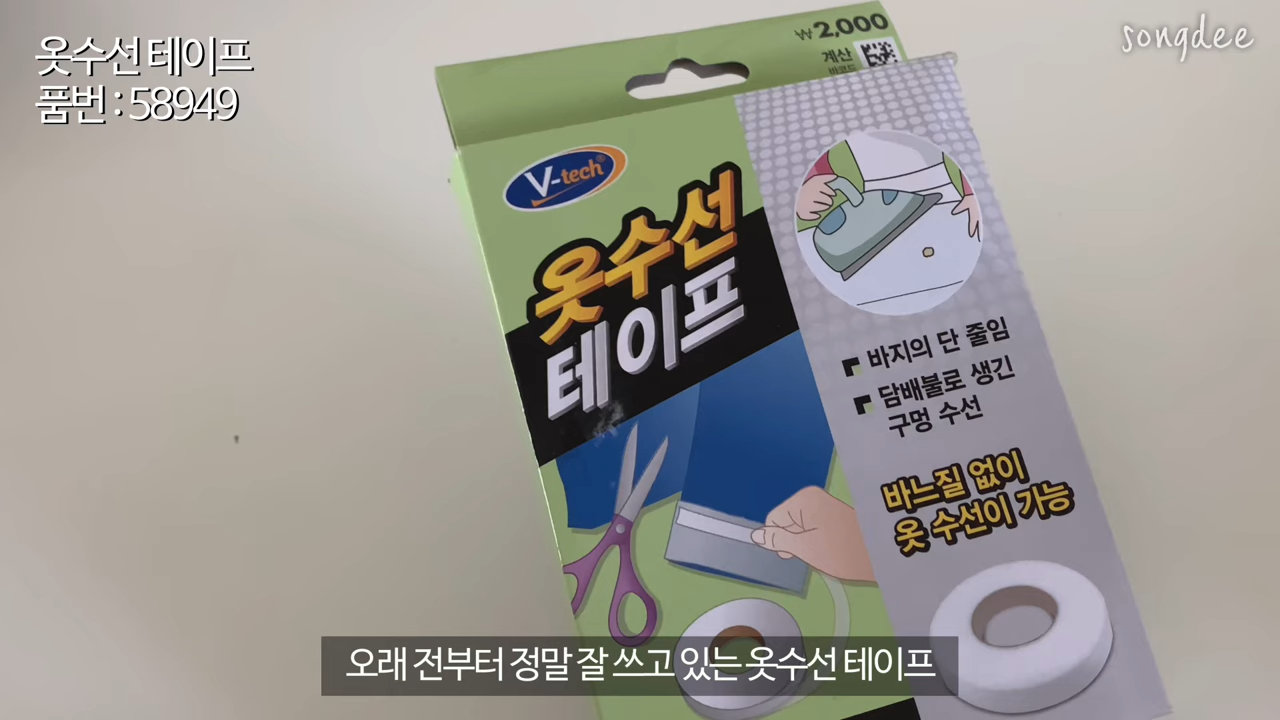 옷수선 테이프
품번 : 58949
songdee
₩2,000
계산
바코드
V-tech®
옷수선
테이프
바지의 단 줄임
담배불로 생긴
구멍 수선
바느질 없이
옷 수선이 가능
오래 전부터 정말 잘 쓰고 있는 옷수선 테이프